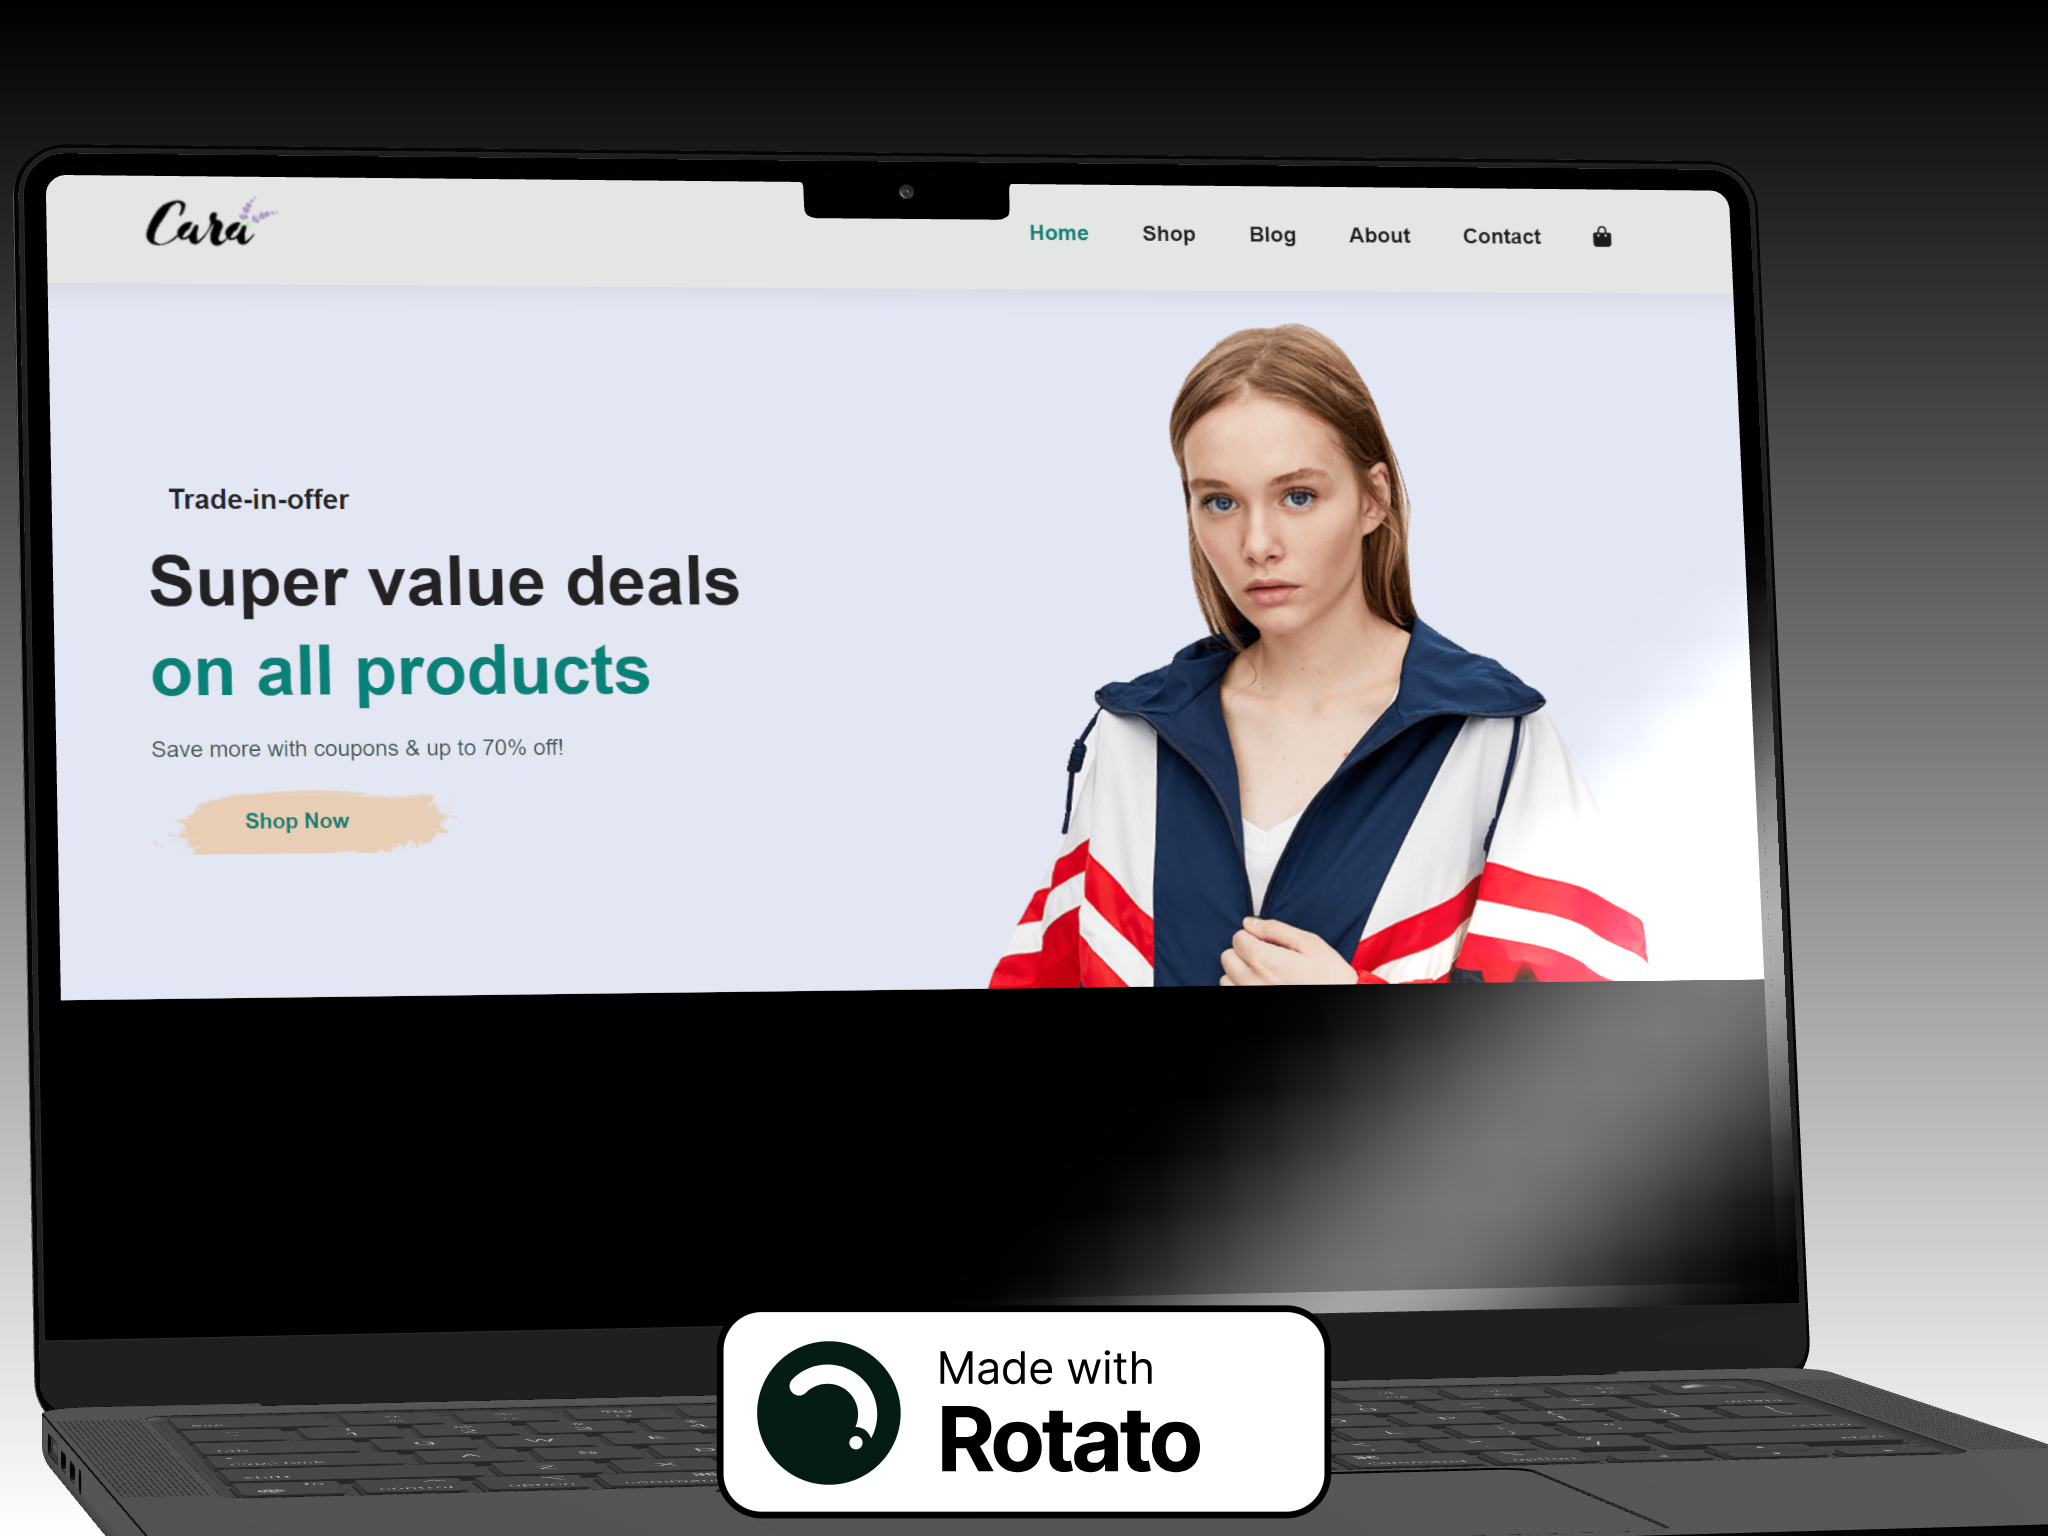 Cara
Home Shop Blog About Contact
Trade-in-offer
Super value deals
on all products
Save more with coupons & up to 70% off!
Shop Now
Made with
Rotato